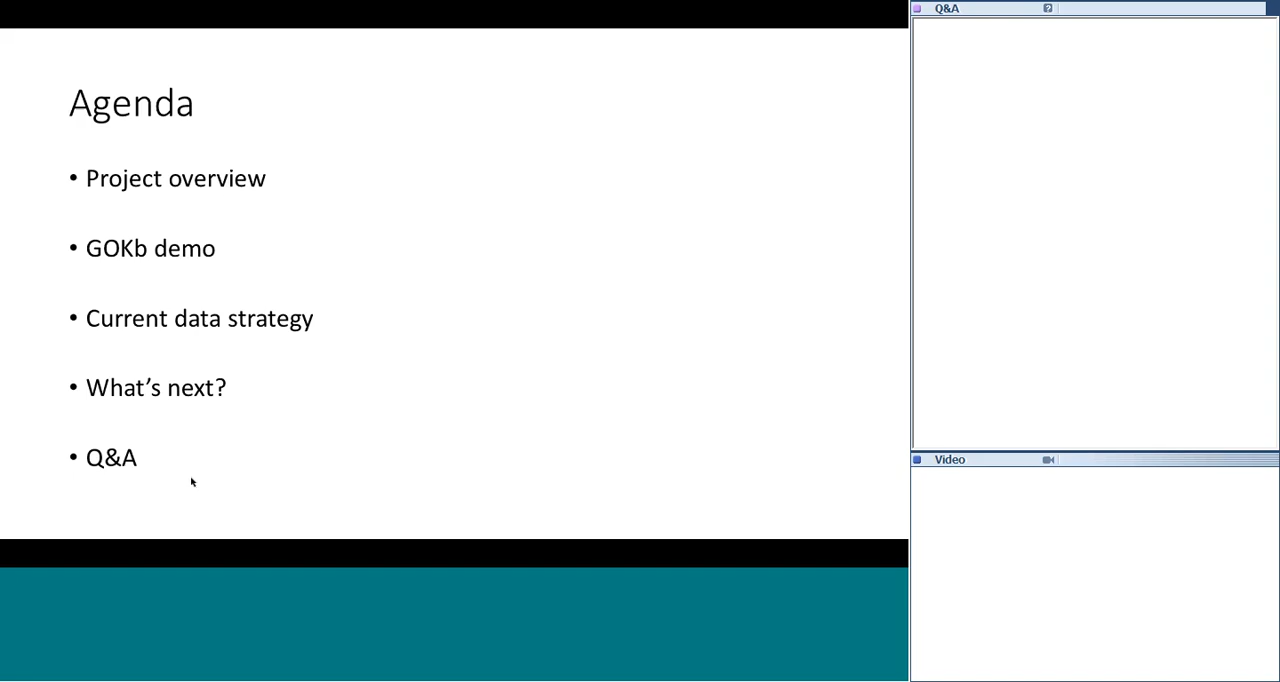 Agenda
• Project overview
• GOKb demo
• Current data strategy
• What’s next?
• Q&A
Q&A
?
Video